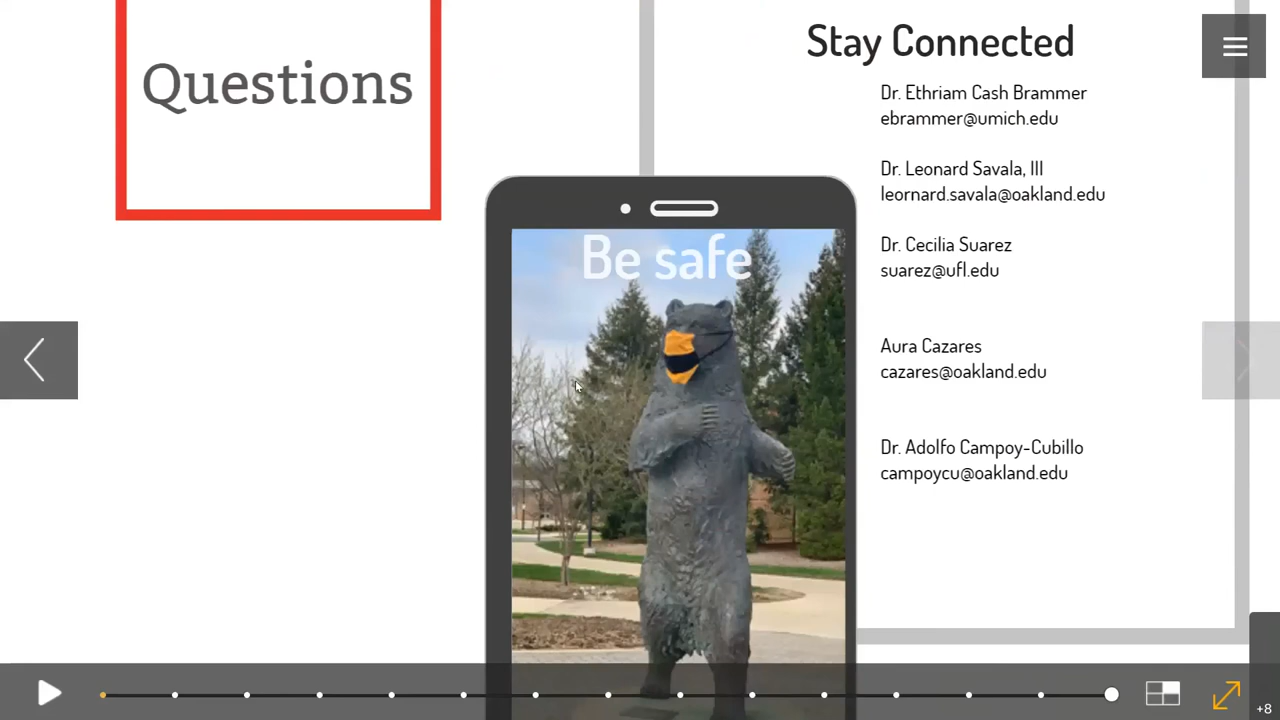 Questions
Stay Connected
Dr. Ethriam Cash Brammer
ebrammer@umich.edu
Dr. Leonard Savala, III
leornard.savala@oakland.edu
Dr. Cecilia Suarez
suarez@ufl.edu
Aura Cazares
cazares@oakland.edu
Dr. Adolfo Campoy-Cubillo
campoycu@oakland.edu
Be safe
+8